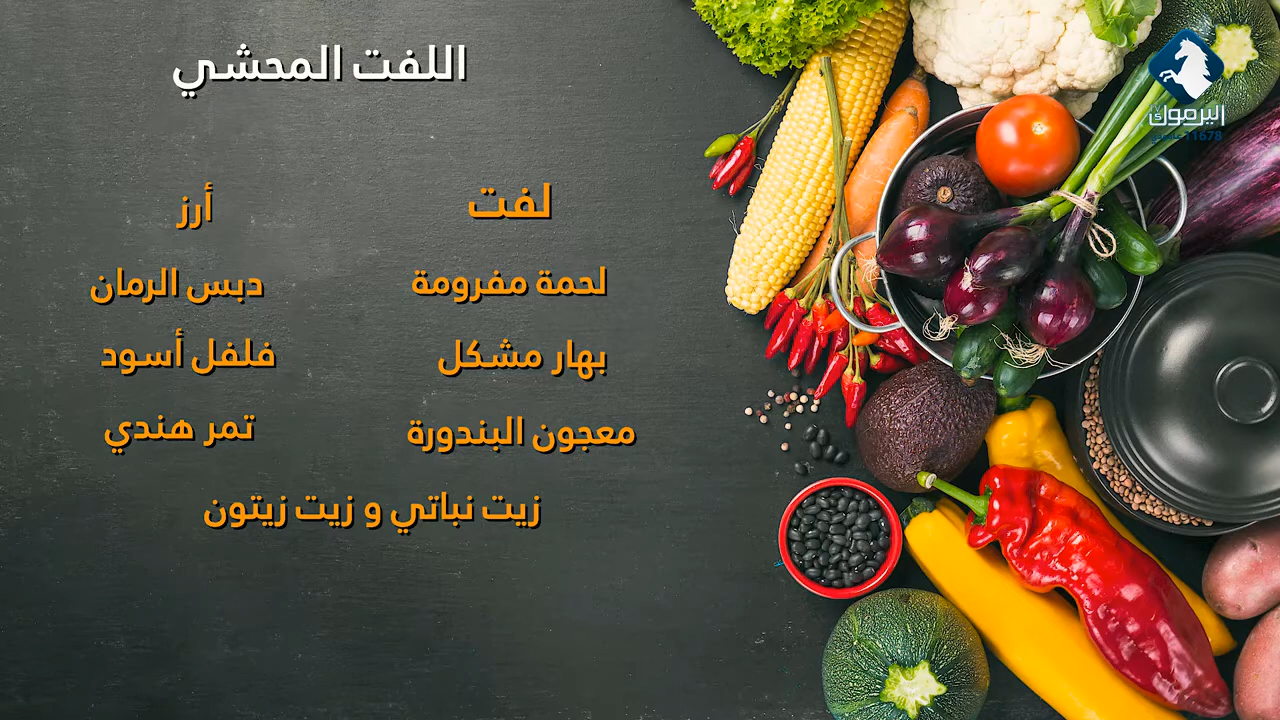 اللفت المحشي
لفت
أرز
لحمة مفرومة
دبس الرمان
بهار مشكل
فلفل أسود
معجون البندورة
تمر هندي
زيت نباتي و زيت زيتون
اليرموك
11678